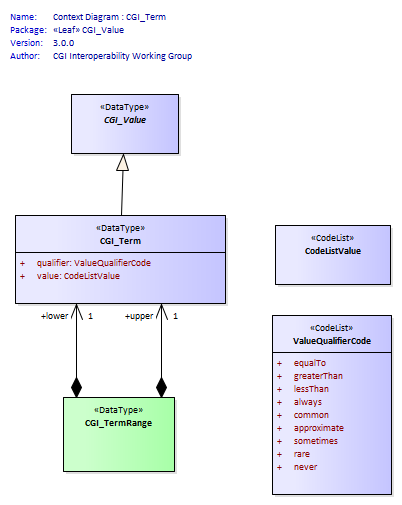 Name: Context Diagram : CGI_Term
Package: «Leaf» CGI_Value
Version: 3.0.0
Author: CGI Interoperability Working Group
«DataType»
CGI_Value
«DataType»
CGI_Term
+ qualifier: ValueQualifierCode
+ value: CodeListValue
«CodeList»
CodeListValue
+lower 1 +upper 1
«CodeList»
ValueQualifierCode
+ equalTo
+ greaterThan
+ lessThan
+ always
+ common
+ approximate
+ sometimes
+ rare
+ never
«DataType»
CGI_TermRange